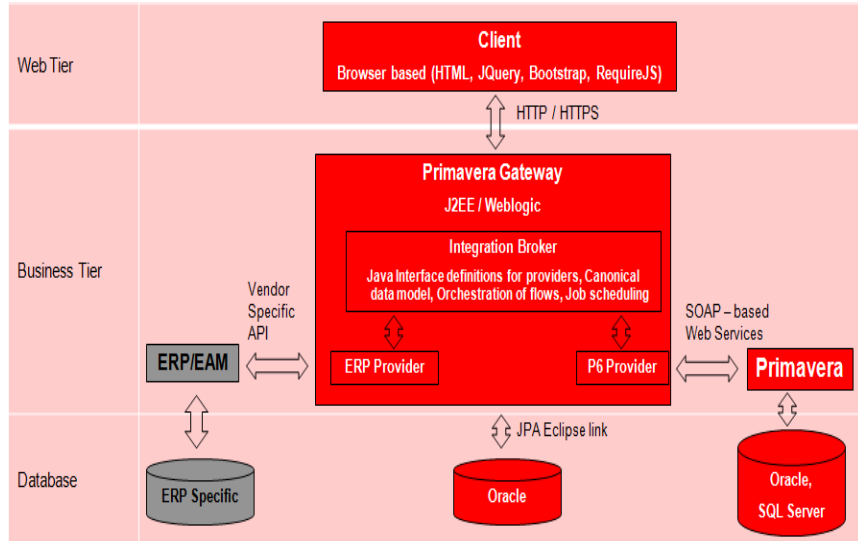 Web Tier
Client
Browser based (HTML, JQuery, Bootstrap, RequireJS)
HTTP / HTTPS
Business Tier
Primavera Gateway
J2EE / Weblogic
Integration Broker
Java Interface definitions for providers, Canonical
data model, Orchestration of flows, Job scheduling
Vendor
Specific
API
SOAP – based
Web Services
ERP/EAM
ERP Provider
P6 Provider
Primavera
JPA Eclipse link
Database
ERP Specific
Oracle
Oracle,
SQL Server